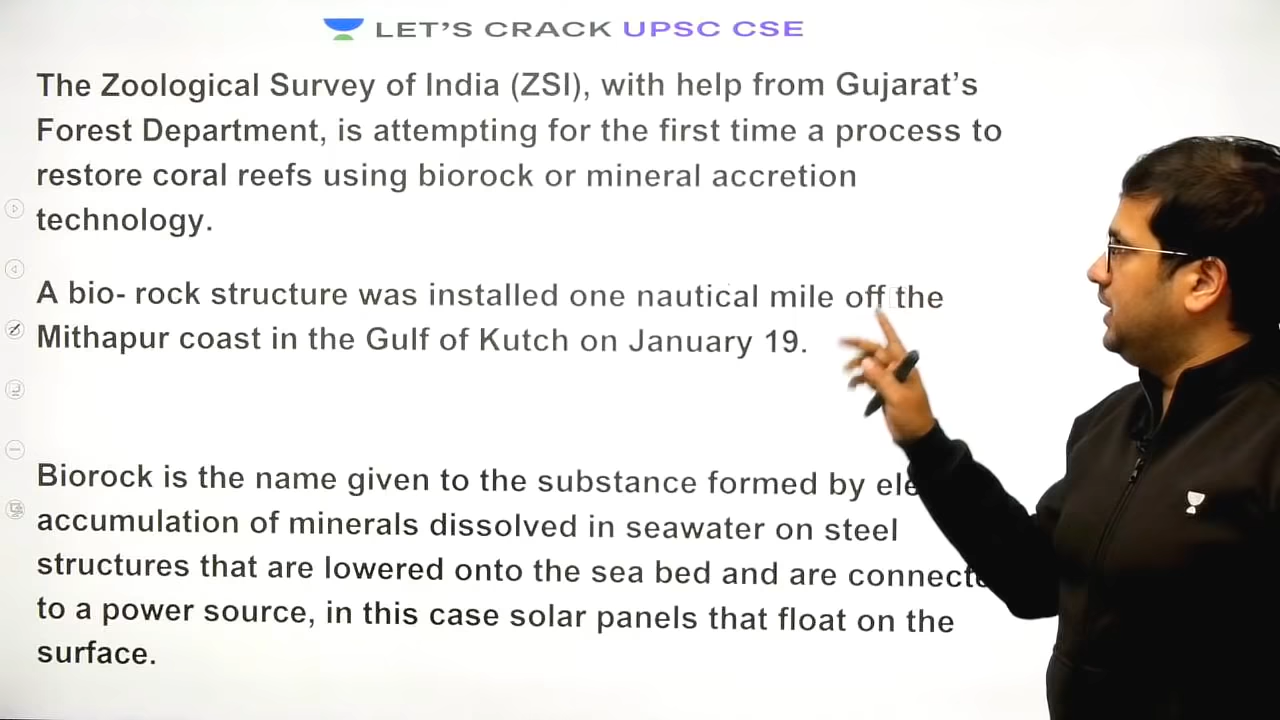 LET'S CRACK UPSC CSE
The Zoological Survey of India (ZSI), with help from Gujarat's
Forest Department, is attempting for the first time a process to
restore coral reefs using biorock or mineral accretion
technology.
A bio- rock structure was installed one nautical mile off the
Mithapur coast in the Gulf of Kutch on January 19.
Biorock is the name given to the substance formed by
accumulation of minerals dissolved in seawater on steel
structures that are lowered onto the sea bed and are
to a power source, in this case solar panels that float on the
surface.